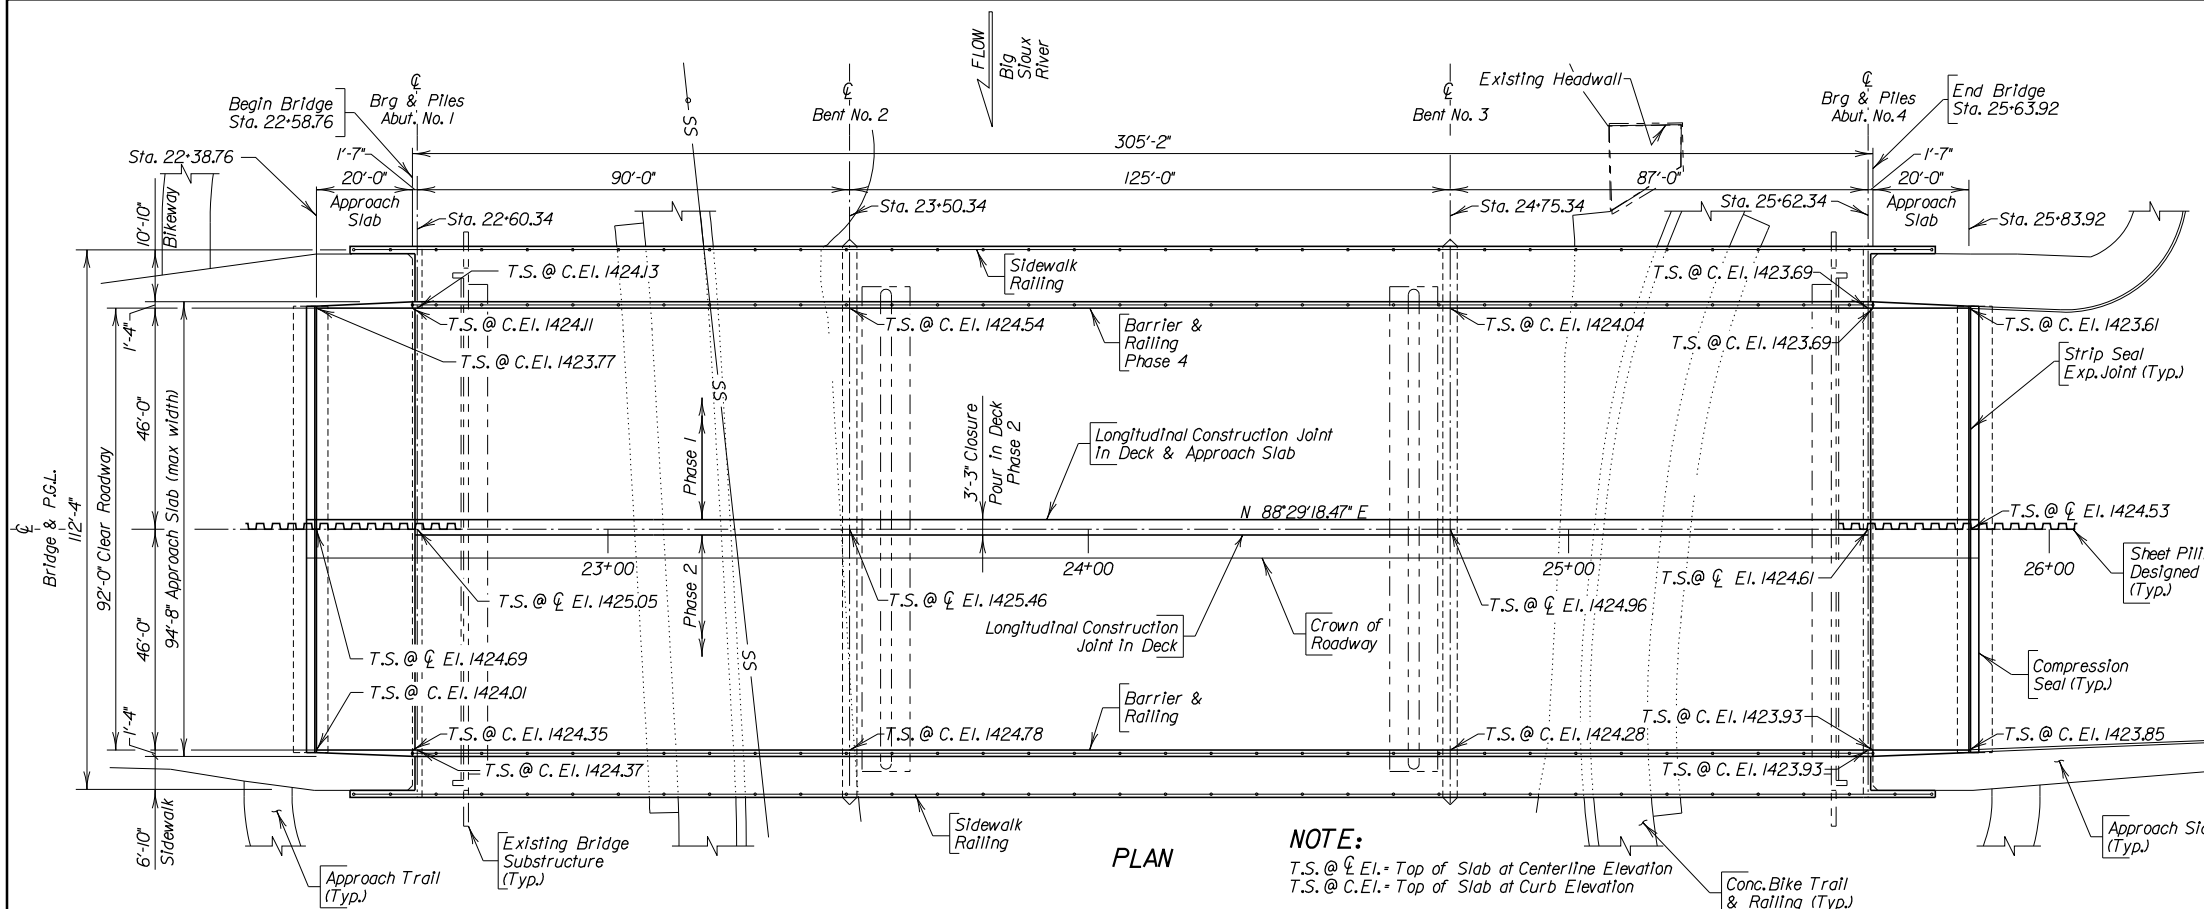 FLOW
Big
Sioux
River
℄
Brg & Piles
Abut. No. 1
℄
Bent No. 2
℄
Bent No. 3
℄
Brg & Piles
Abut. No. 4
Existing Headwall
Begin Bridge
Sta. 22+58.76
End Bridge
Sta. 25+63.92
305'-2"
Sta. 22+38.76
1'-7"
1'-7"
20'-0"
Approach
Slab
90'-0"
125'-0"
87'-0"
20'-0"
Approach
Slab
Sta. 22+60.34
Sta. 23+50.34
Sta. 24+75.34
Sta. 25+62.34
Sta. 25+83.92
10'-10"
Bikeway
SS
SS
SS
T.S. @ C. El. 1424.13
Sidewalk
Railing
T.S. @ C. El. 1423.69
T.S. @ C. El. 1424.11
T.S. @ C. El. 1424.54
Barrier &
Railing
Phase 4
T.S. @ C. El. 1424.04
T.S. @ C. El. 1423.69
T.S. @ C. El. 1423.61
T.S. @ C. El. 1423.77
Strip Seal
Exp. Joint (Typ.)
1'-4"
46'-0"
92'-0" Clear Roadway
94'-8" Approach Slab (max width)
112'-4"
℄
Bridge & P.G.L.
Phase 1
3'-3" Closure
Pour in Deck
Phase 2
Longitudinal Construction Joint
in Deck & Approach Slab
N 88°29'18.47" E
T.S. @ ℄ El. 1424.53
23+00
24+00
25+00
26+00
Sheet Pili
Designed
(Typ.)
T.S. @ ℄ El. 1424.61
T.S. @ ℄ El. 1425.05
Phase 2
T.S. @ ℄ El. 1425.46
T.S. @ ℄ El. 1424.96
Longitudinal Construction
Joint in Deck
Crown of
Roadway
46'-0"
T.S. @ ℄ El. 1424.69
T.S. @ C. El. 1424.01
Compression
Seal (Typ.)
Barrier &
Railing
T.S. @ C. El. 1423.93
1'-4"
T.S. @ C. El. 1424.35
T.S. @ C. El. 1424.78
T.S. @ C. El. 1424.28
T.S. @ C. El. 1423.85
T.S. @ C. El. 1424.37
T.S. @ C. El. 1423.93
6'-10"
Sidewalk
Existing Bridge
Substructure
(Typ.)
Sidewalk
Railing
Approach Trail
(Typ.)
PLAN
NOTE:
T.S. @ ℄ El. = Top of Slab at Centerline Elevation
T.S. @ C. El. = Top of Slab at Curb Elevation
Conc. Bike Trail
& Railing (Typ.)
Approach
(Typ.)